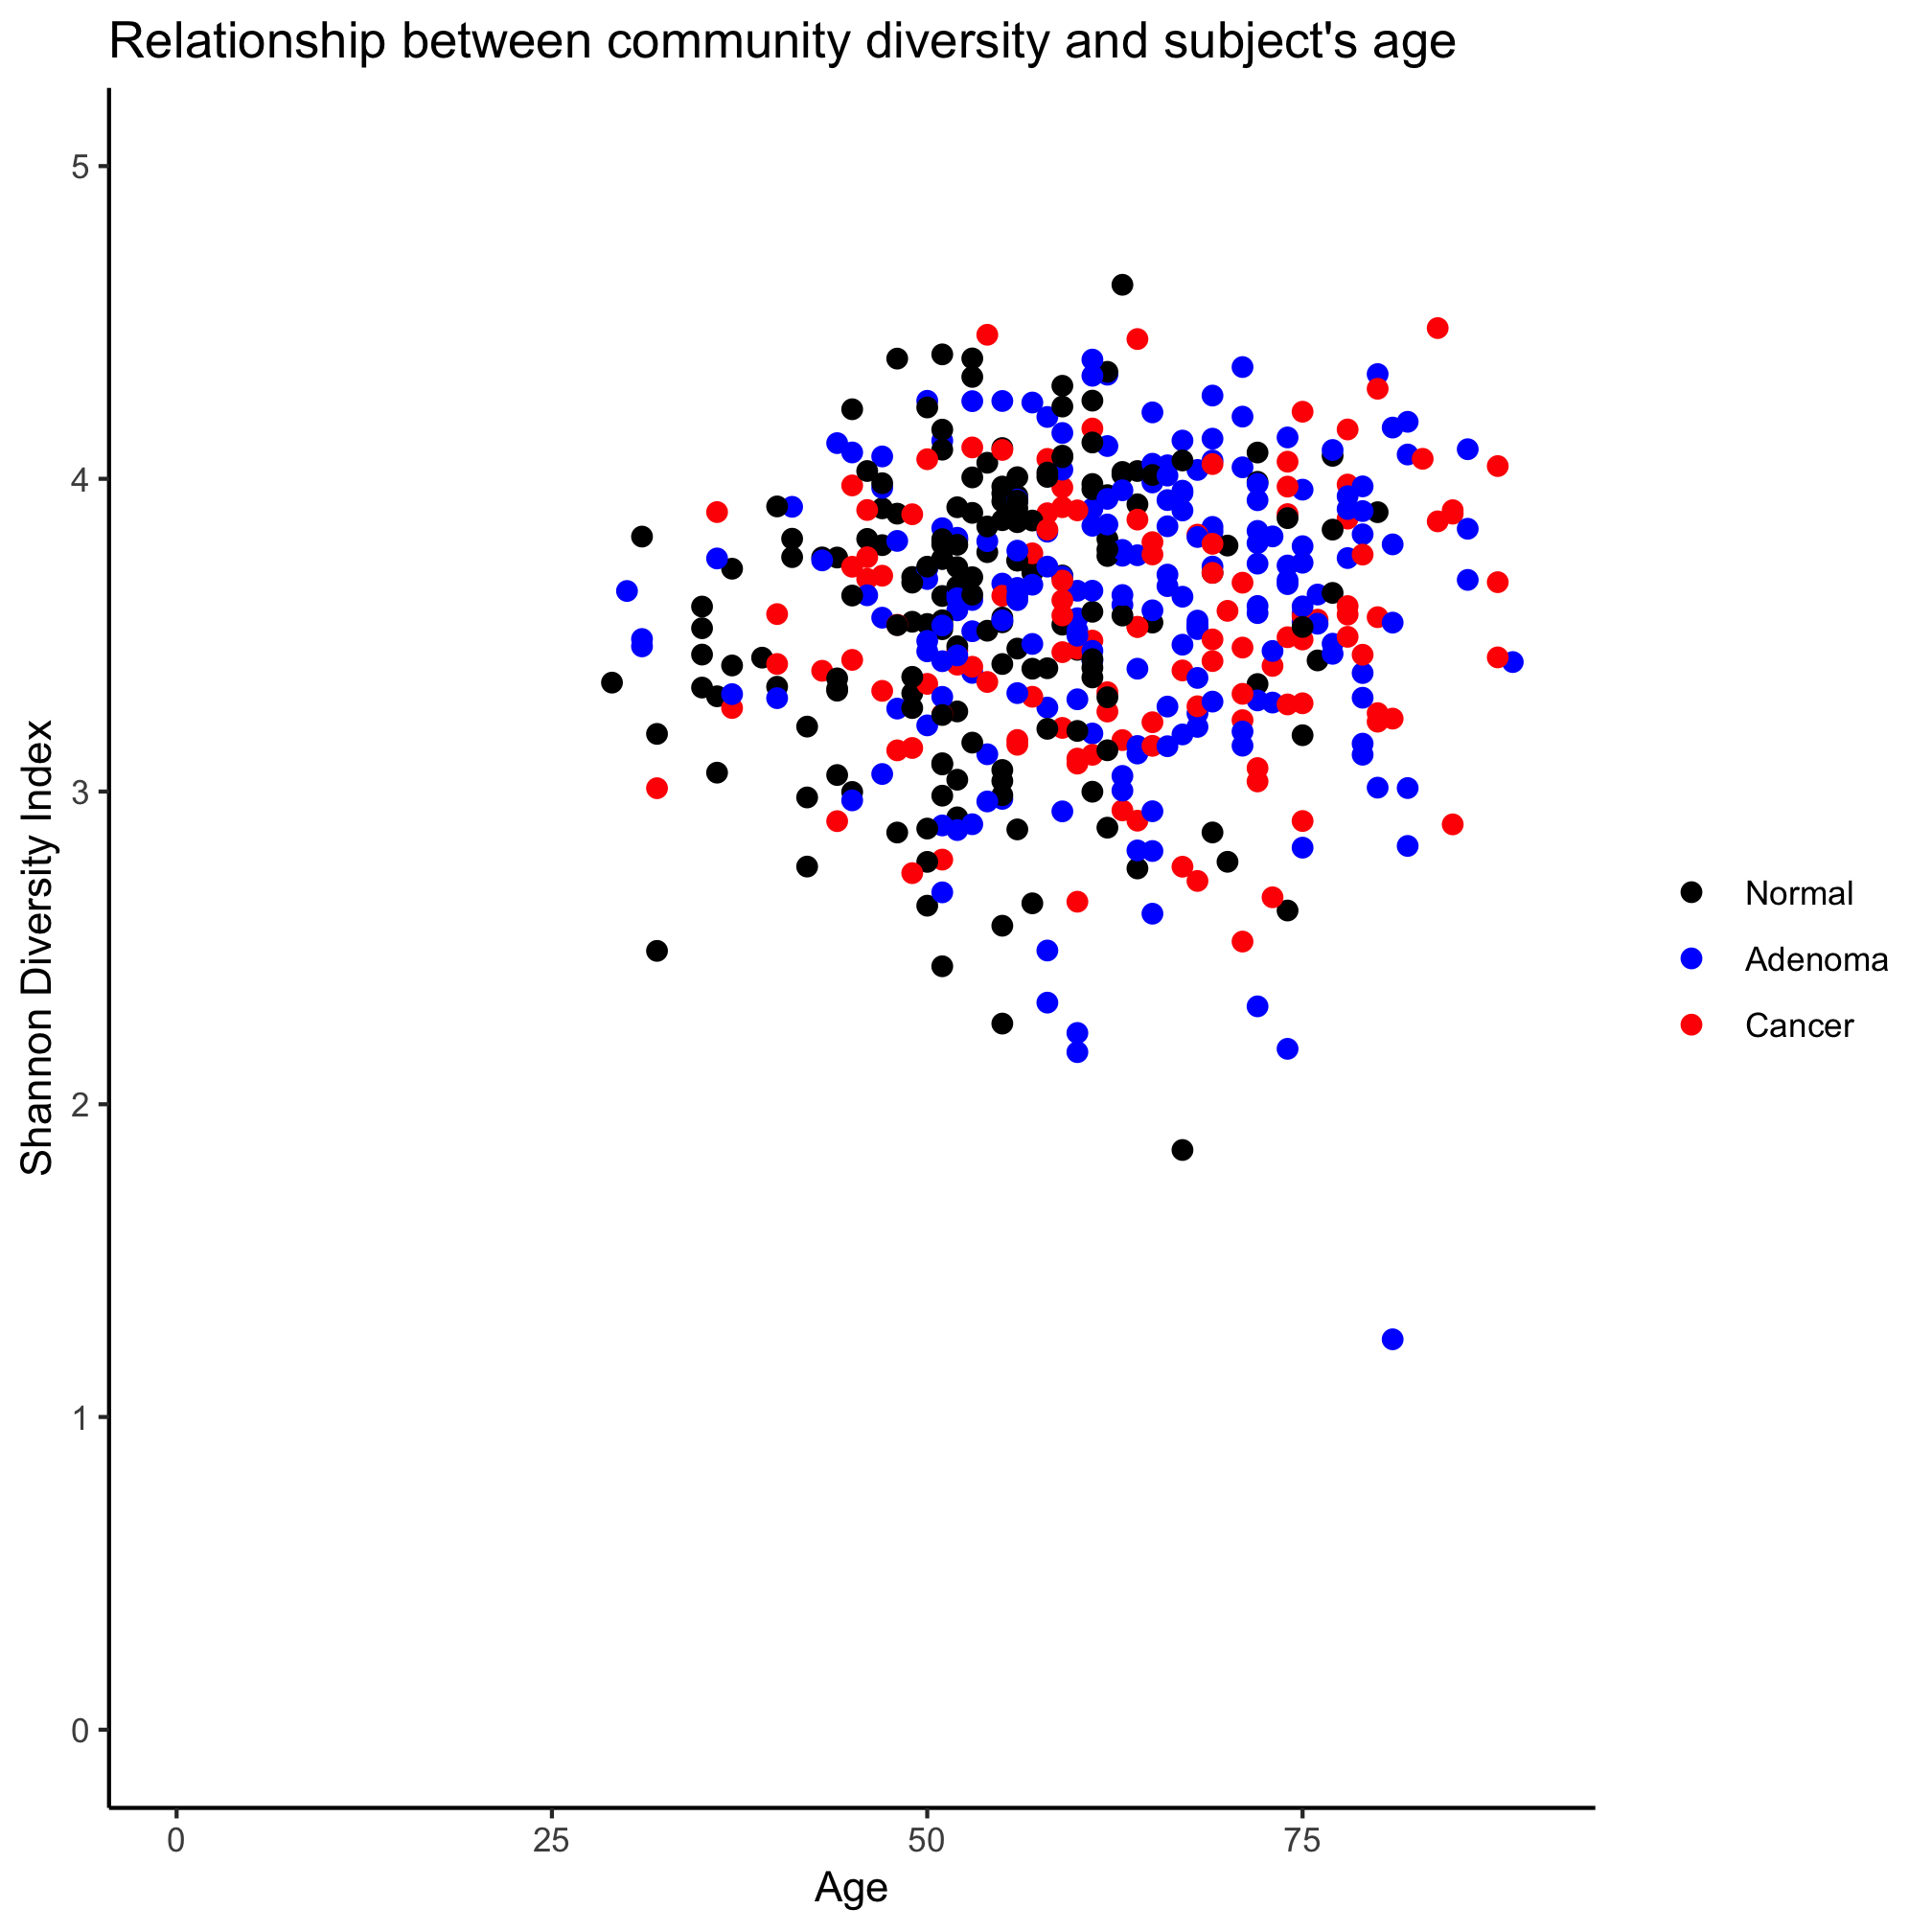 Relationship between community diversity and subject's age
5
4
3
2
1
0
Shannon Diversity Index
0 25 50 75
Age
Normal
Adenoma
Cancer